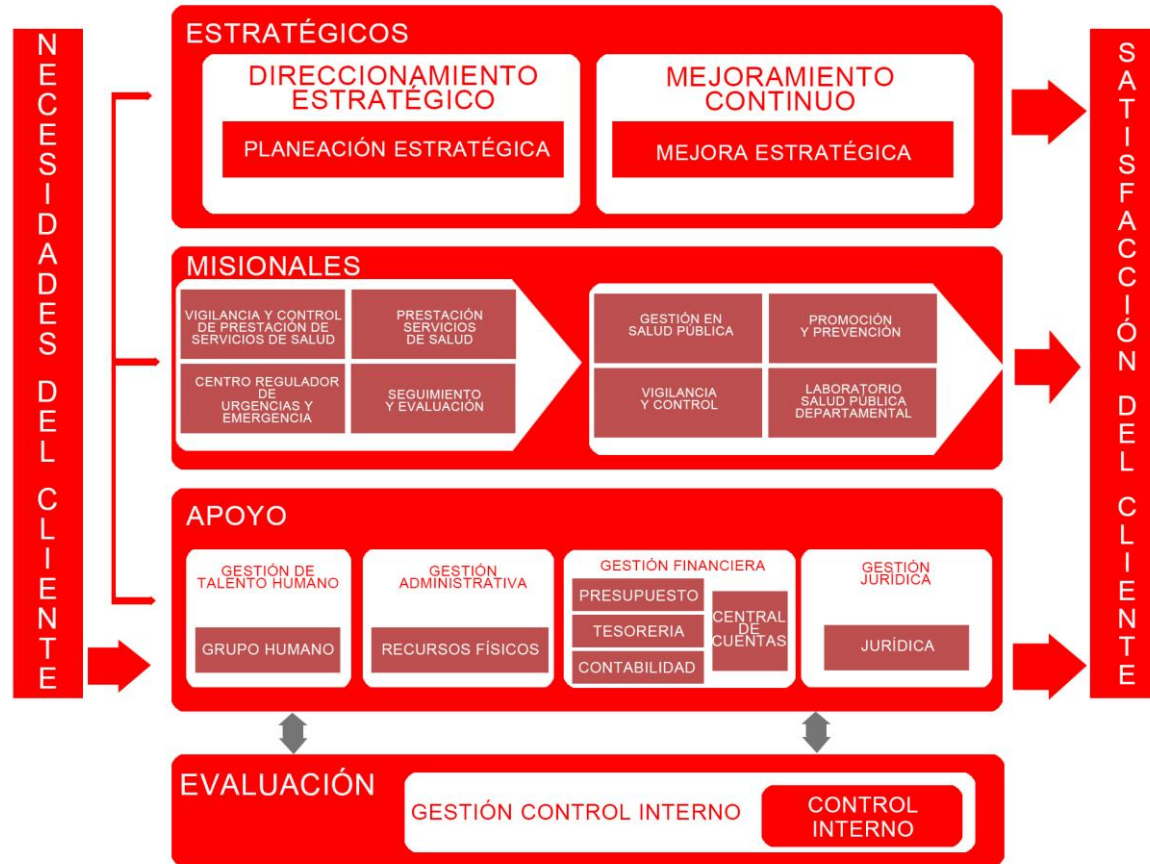 NECESIDADES DEL CLIENTE
ESTRATÉGICOS
DIRECCIONAMIENTO
ESTRATÉGICO
PLANEACIÓN ESTRATÉGICA
MEJORAMIENTO
CONTINUO
MEJORA ESTRATÉGICA
MISIONALES
VIGILANCIA Y CONTROL
DE PRESTACIÓN DE
SERVICIOS DE SALUD
PRESTACIÓN
SERVICIOS
DE SALUD
CENTRO REGULADOR
DE
URGENCIAS Y
EMERGENCIA
SEGUIMIENTO
Y EVALUACIÓN
GESTIÓN EN
SALUD PÚBLICA
PROMOCIÓN
Y PREVENCIÓN
VIGILANCIA
Y CONTROL
LABORATORIO
SALUD PÚBLICA
DEPARTAMENTAL
APOYO
GESTIÓN DE
TALENTO HUMANO
GRUPO HUMANO
GESTIÓN
ADMINISTRATIVA
RECURSOS FÍSICOS
GESTIÓN FINANCIERA
PRESUPUESTO
TESORERIA
CONTABILIDAD
CENTRAL
DE
CUENTAS
GESTIÓN
JURÍDICA
JURÍDICA
EVALUACIÓN
GESTIÓN CONTROL INTERNO
CONTROL
INTERNO
SATISFACCIÓN DEL CLIENTE